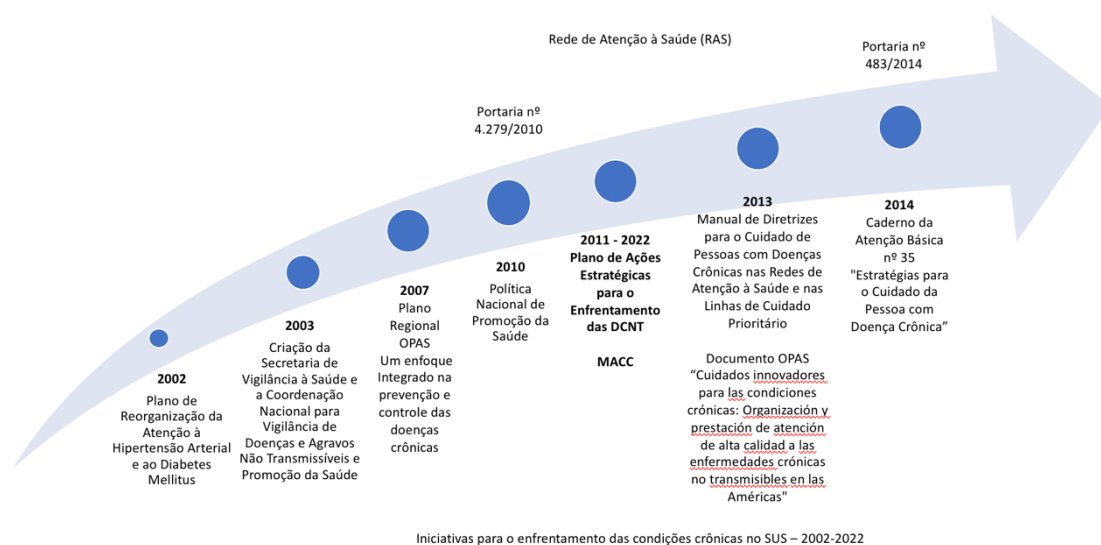 Rede de Atenção à Saúde (RAS)
Portaria nº
483/2014
Portaria nº
4.279/2010
2002
Plano de
Reorganização da
Atenção à
Hipertensão Arterial
e ao Diabetes
Mellitus
2003
Criação da
Secretaria de
Vigilância à Saúde e
a Coordenação
Nacional para
Vigilância de
Doenças e Agravos
Não Transmissíveis e
Promoção da Saúde
2007
Plano
Regional
OPAS
Um enfoque
Integrado na
prevenção e
controle das
doenças
crônicas
2010
Política
Nacional de
Promoção da
Saúde
2011 - 2022
Plano de Ações
Estratégicas
para o
Enfrentamento
das DCNT
MACC
2013
Manual de Diretrizes
para o Cuidado de
Pessoas com Doenças
Crônicas nas Redes de
Atenção à Saúde e nas
Linhas de Cuidado
Prioritário
Documento OPAS
“Cuidados innovadores
para las condiciones
crónicas: Organización y
prestación de atención
de alta calidad a las
enfermedades crónicas
no transmisibles en las
Américas"
2014
Caderno da
Atenção Básica
nº 35
"Estratégias para
o Cuidado da
Pessoa com
Doença Crônica”
Iniciativas para o enfrentamento das condições crônicas no SUS – 2002-2022